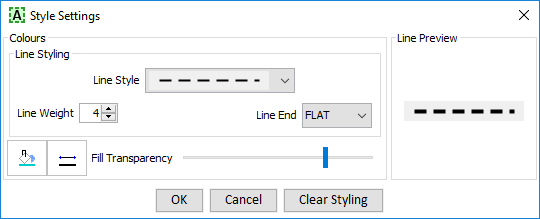 A Style Settings
Colours
Line Preview
Line Styling
Line Style
Line Weight 4
Line End FLAT
Fill Transparency
OK Cancel Clear Styling